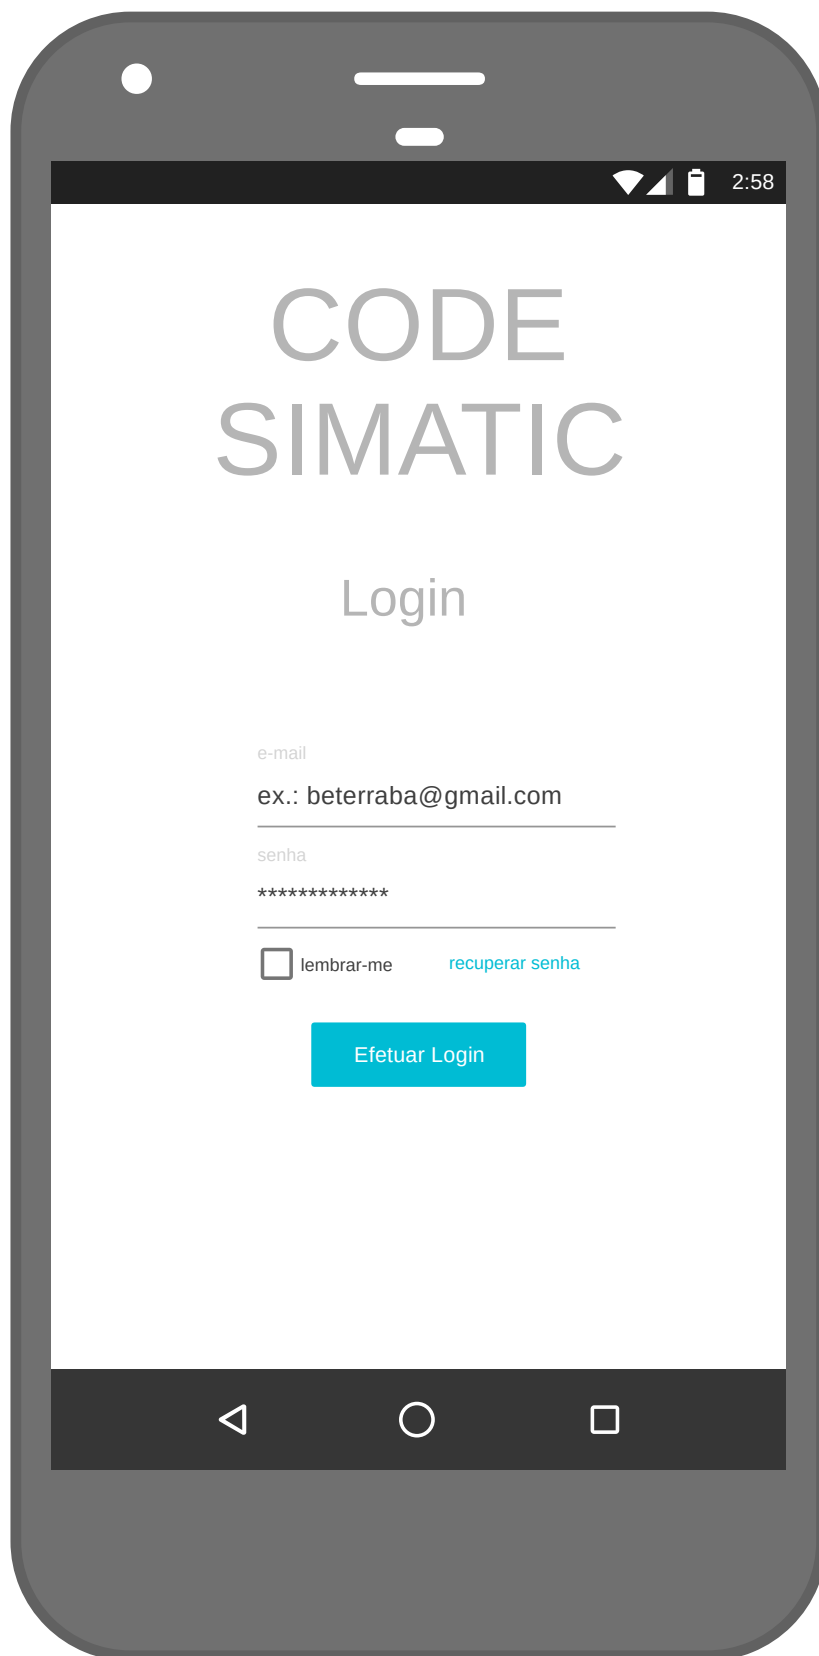 2:58
CODE
SIMATIC
Login
e-mail
ex.: beterraba@gmail.com
senha
*************
lembrar-me recuperar senha
Efetuar Login